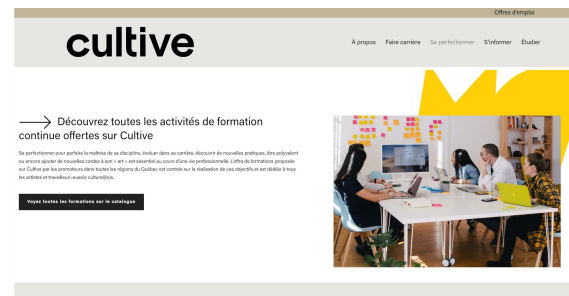 Offres d'emploi
cultive
À propos Faire carrière Se perfectionner S'informer Étudier
Découvrez toutes les activités de formation
continue offertes sur Cultive
Se perfectionner pour parfaire la maîtrise de sa discipline, évoluer dans sa carrière, découvrir de nouvelles pratiques, être polyvalent
ou encore ajouter de nouvelles cordes à son « art » est essentiel au cours d'une vie professionnelle. L'offre de formations proposée
sur Cultive par les promoteurs dans toutes les régions du Québec est centrée sur la réalisation de ces objectifs et est dédiée à tous
les artistes et travailleur(-euse)s culturel(le)s.
Voyez toutes les formations sur le catalogue